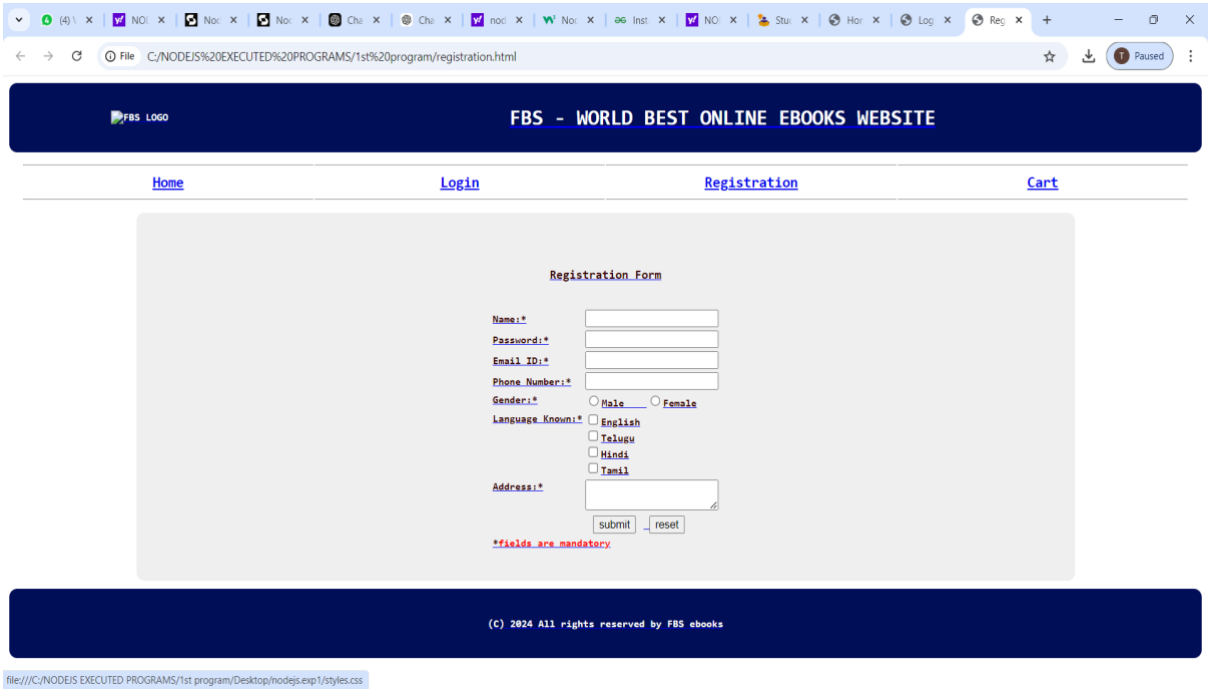 (4) \ NOI Noc Noc Cha Cha nod Noc Inst NO Stuc Hor Log Reg
File C:/NODEJS%20EXECUTED%20PROGRAMS/1st%20program/registration.html Paused
FBS LOGO FBS - WORLD BEST ONLINE EBOOKS WEBSITE
Home Login Registration Cart
Registration Form
Name:*
Password:*
Email ID:*
Phone Number:*
Gender:* Male Female
Language Known:* English
Telugu
Hindi
Tamil
Address:*
submit reset
*fields are mandatory
(C) 2024 All rights reserved by FBS ebooks
file:///C:/NODEJS EXECUTED PROGRAMS/1st program/Desktop/nodejs.exp1/styles.css